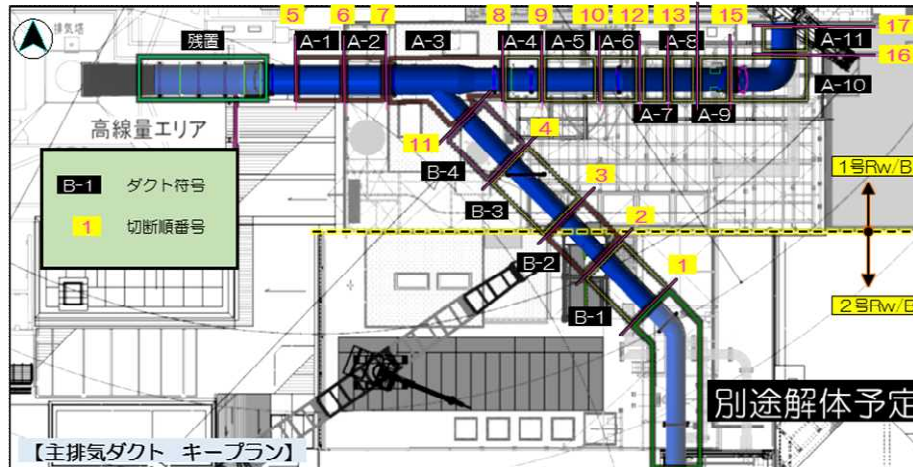 排気塔
5
6
7
8
9
10
12
13
15
17
残置
A-1
A-2
A-3
A-4
A-5
A-6
A-8
A-11
16
A-7
A-9
A-10
高線量エリア
11
4
B-4
3
B-3
2
B-2
1
B-1
B-1 ダクト符号
1 切断順番号
1号Rw/B
2号Rw/B
別途解体予定
【主排気ダクト キープラン】